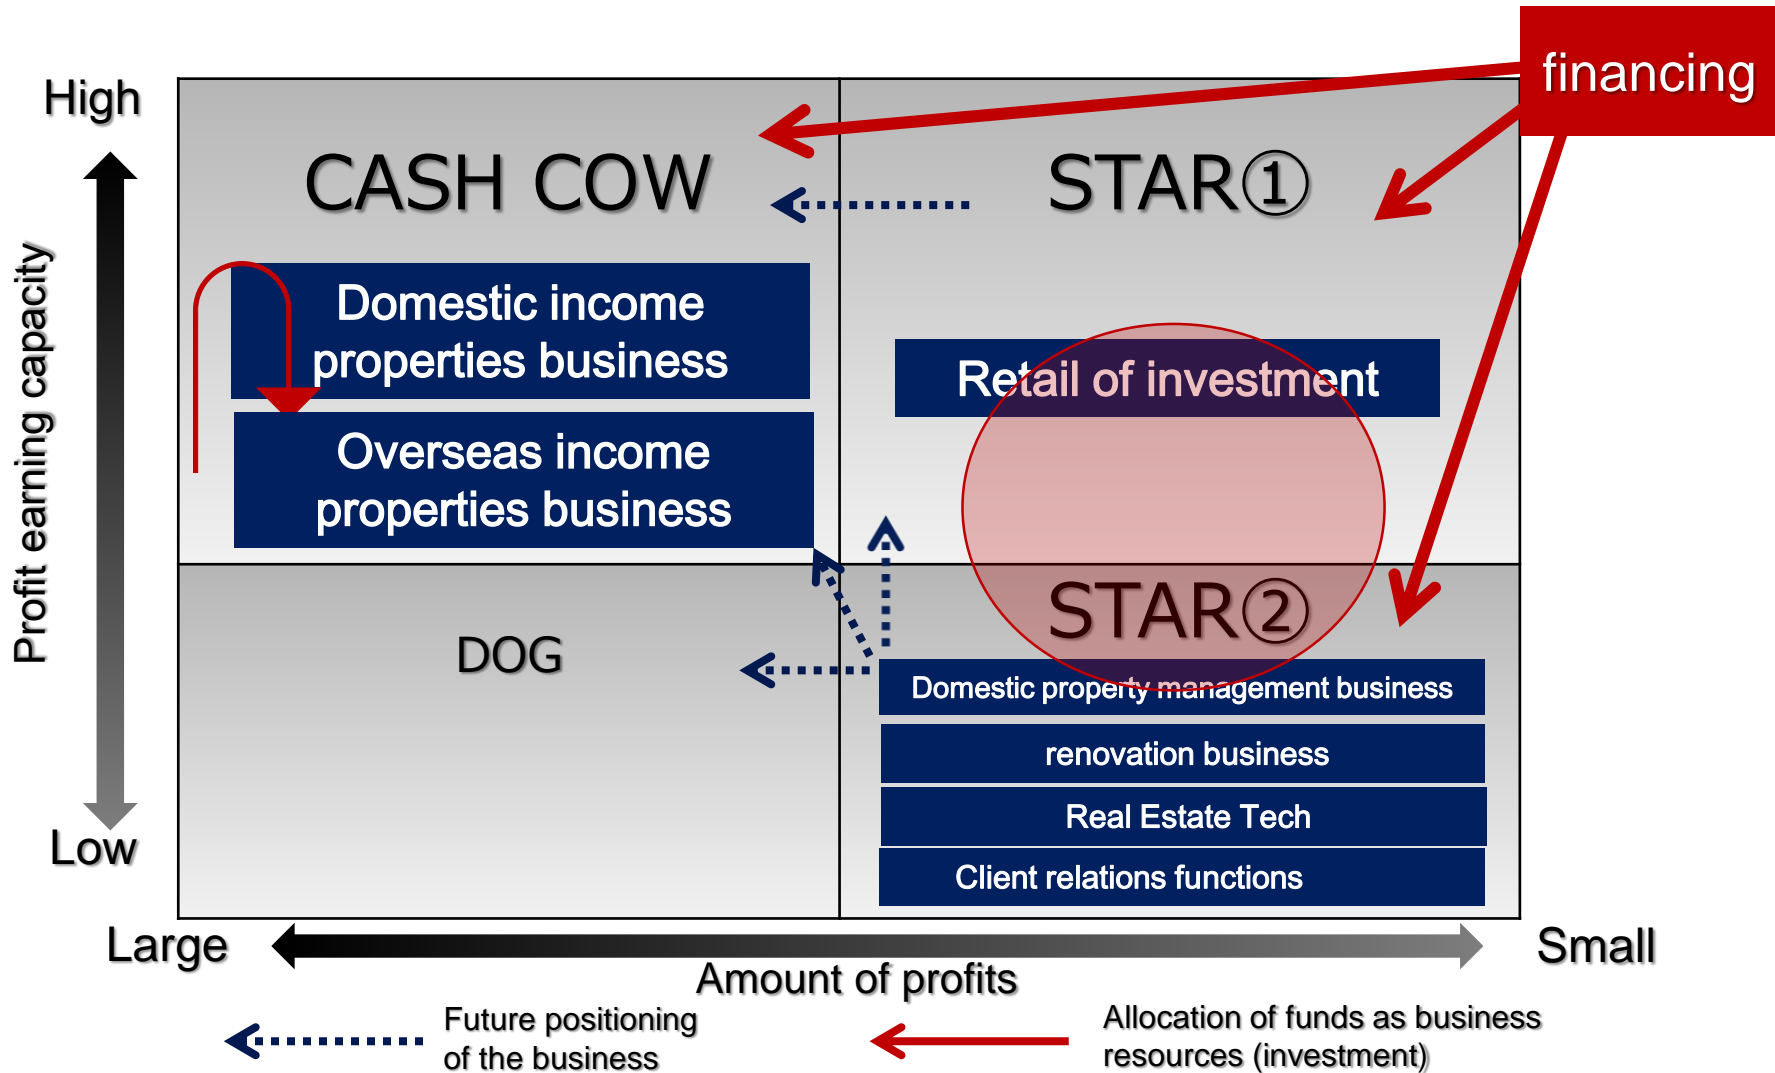 financing
High
CASH COW
STAR①
Profit earning capacity
Domestic income
properties business
Retail of investment
Overseas income
properties business
DOG
STAR②
Domestic property management business
renovation business
Real Estate Tech
Client relations functions
Low
Large
Small
Amount of profits
Future positioning
of the business
Allocation of funds as business
resources (investment)